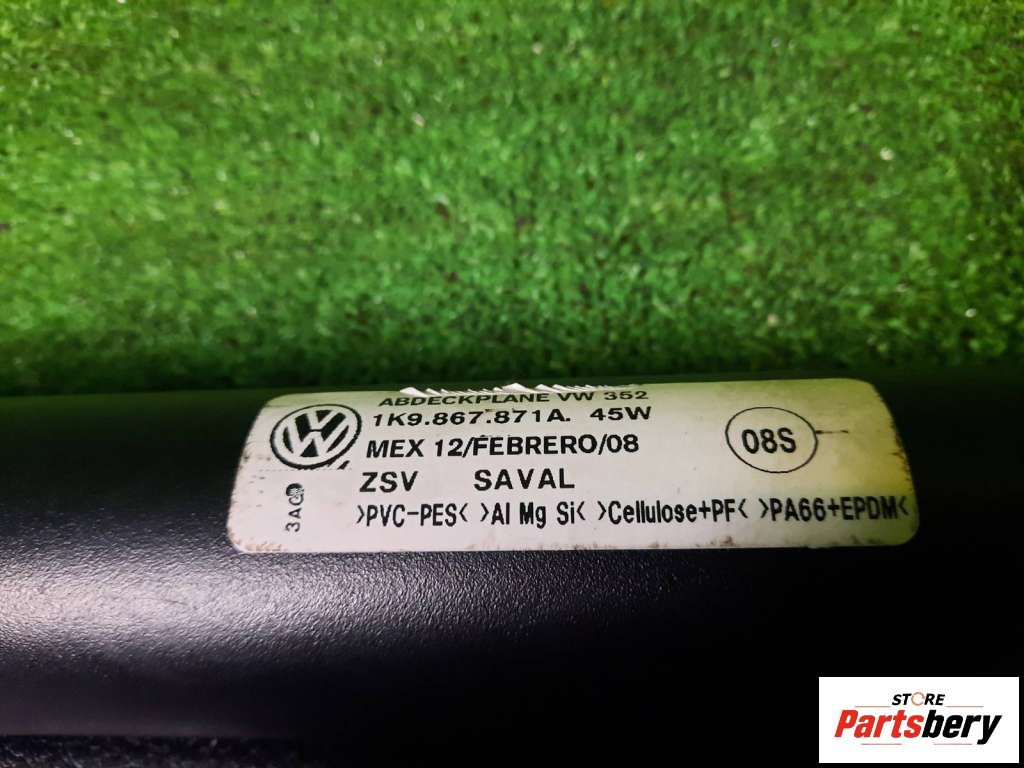 ABDECKPLANE VW 352
1K9.867.871A. 45W
MEX 12/FEBRERO/08
08S
ZSV SAVAL
3AC
>PVC-PES< >Al Mg Si< >Cellulose+PF< >PA66+EPDM<
STORE
Partsbery